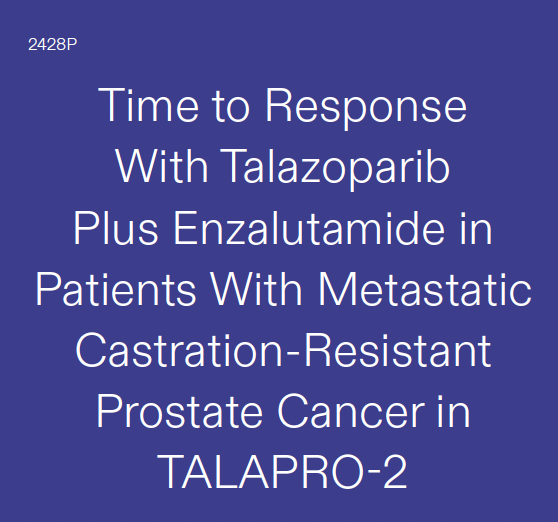 2428P
Time to Response
With Talazoparib
Plus Enzalutamide in
Patients With Metastatic
Castration-Resistant
Prostate Cancer in
TALAPRO-2